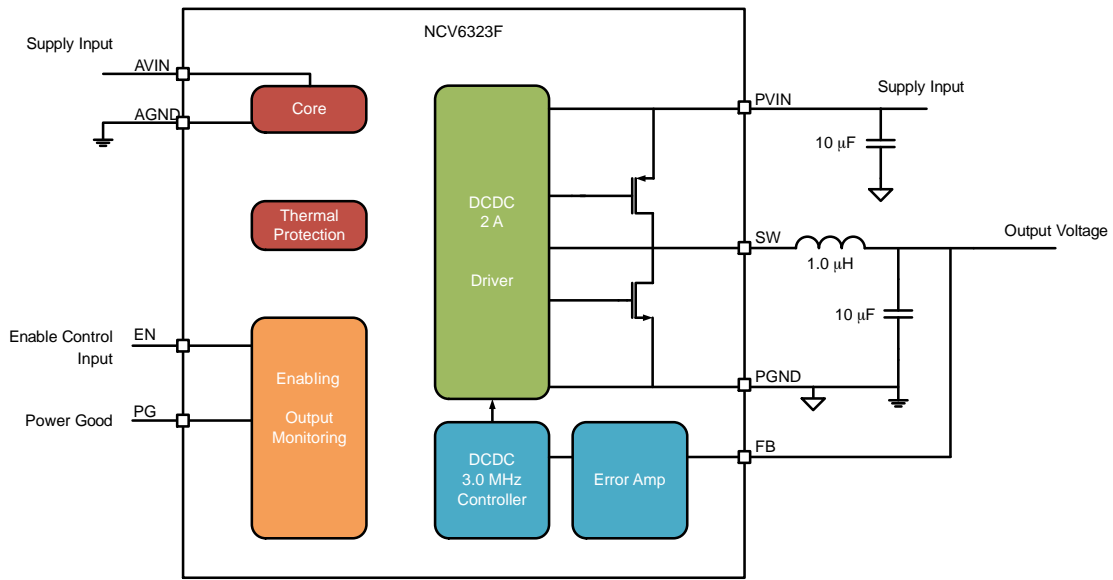 NCV6323F
Supply Input
AVIN
AGND
Core
Thermal
Protection
Enable Control
Input
EN
Power Good
PG
Enabling
Output
Monitoring
DCDC
2 A
Driver
DCDC
3.0 MHz
Controller
Error Amp
PVIN
Supply Input
10 μF
SW
1.0 μH
Output Voltage
10 μF
PGND
FB